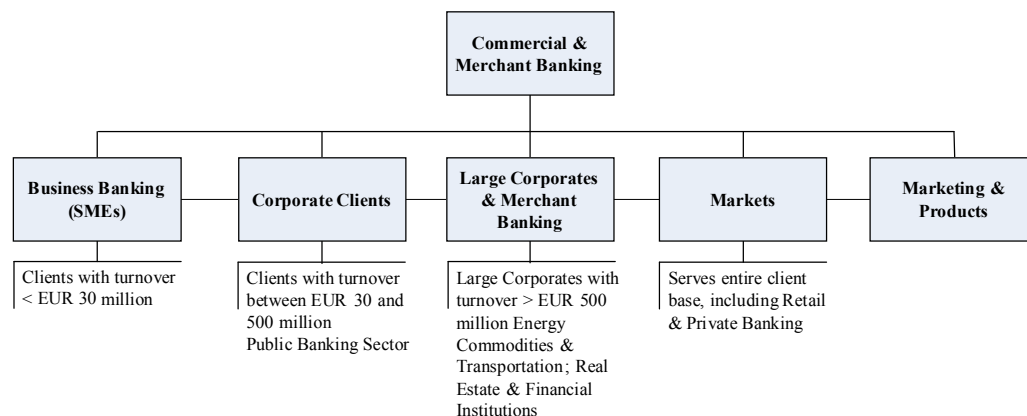 Commercial &
Merchant Banking
Business Banking
(SMEs)
Corporate Clients
Large Corporates
& Merchant
Banking
Markets
Marketing &
Products
Clients with turnover
< EUR 30 million
Clients with turnover
between EUR 30 and
500 million
Public Banking Sector
Large Corporates with
turnover > EUR 500
million Energy
Commodities &
Transportation; Real
Estate & Financial
Institutions
Serves entire client
base, including Retail
& Private Banking